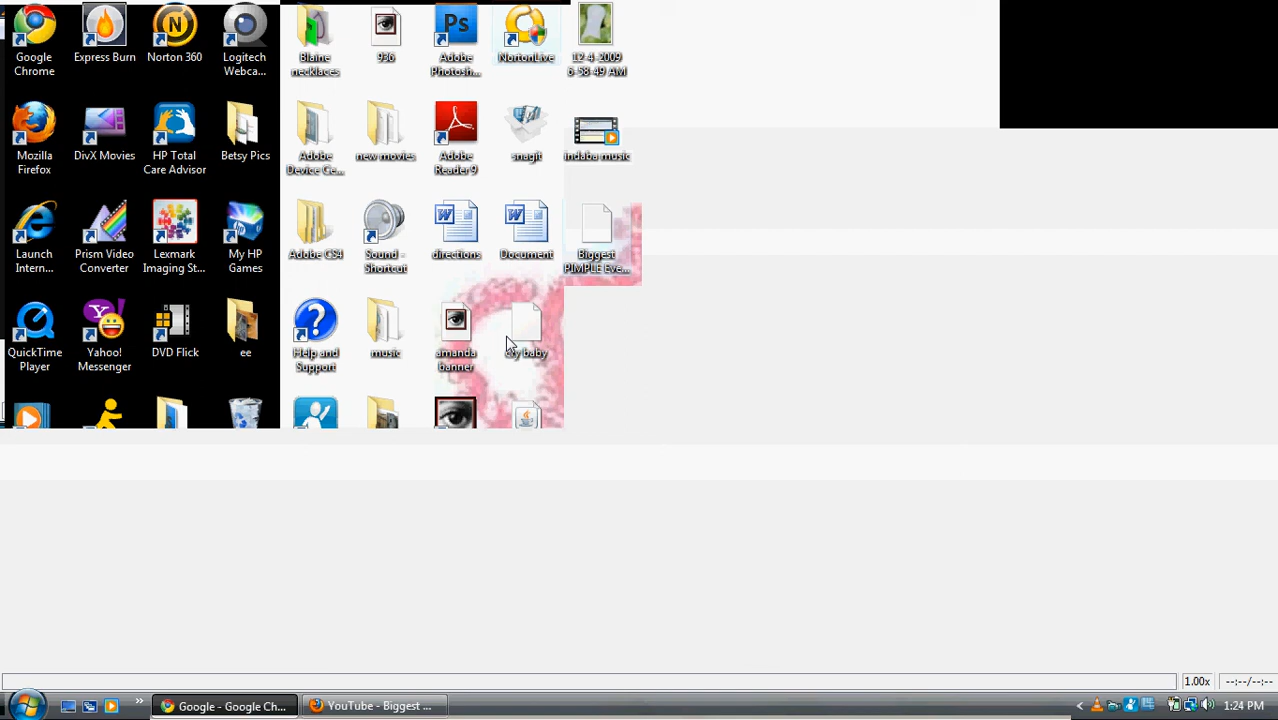 Google
Chrome
Express Burn
Norton 360
Logitech
Webca...
Blaine
necklaces
936
Ps
Adobe
Photosh...
NortonLive
12-4-2009
6-58-49 AM
Mozilla
Firefox
DivX Movies
HP Total
Care Advisor
Betsy Pics
Adobe
Device Ce...
new movies
Adobe
Reader 9
snagit
indaba music
Launch
Intern...
Prism Video
Converter
Lexmark
Imaging St...
My HP
Games
Adobe CS4
Sound -
Shortcut
directions
Document
Biggest
PIMPLE Eve...
QuickTime
Player
Yahoo!
Messenger
DVD Flick
ee
Help and
Support
music
amanda
banner
cry baby
1.00x
--:--/--:--
Google - Google Ch...
YouTube - Biggest ...
1:24 PM